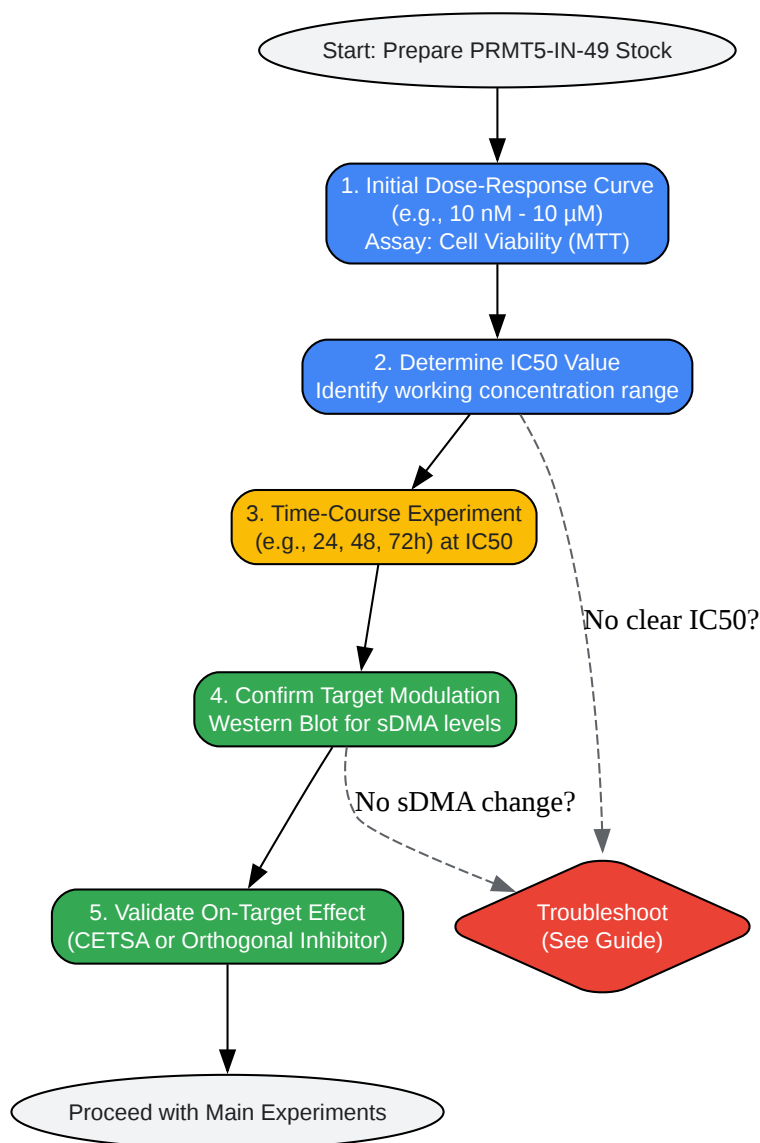 Start: Prepare PRMT5-IN-49 Stock
1. Initial Dose-Response Curve
(e.g., 10 nM - 10 µM)
Assay: Cell Viability (MTT)
2. Determine IC50 Value
Identify working concentration range
3. Time-Course Experiment
(e.g., 24, 48, 72h) at IC50
No clear IC50?
4. Confirm Target Modulation
Western Blot for sDMA levels
No sDMA change?
5. Validate On-Target Effect
(CETSA or Orthogonal Inhibitor)
Troubleshoot
(See Guide)
Proceed with Main Experiments